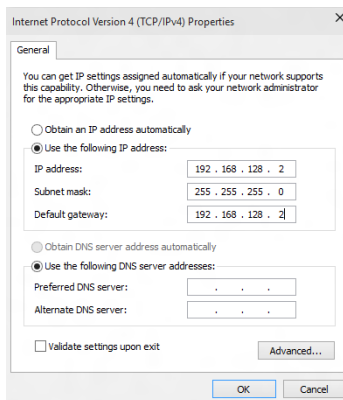 Internet Protocol Version 4 (TCP/IPv4) Properties
General
You can get IP settings assigned automatically if your network supports
this capability. Otherwise, you need to ask your network administrator
for the appropriate IP settings.
Obtain an IP address automatically
Use the following IP address:
IP address: 192 . 168 . 128 . 2
Subnet mask: 255 . 255 . 255 . 0
Default gateway: 192 . 168 . 128 . 2
Obtain DNS server address automatically
Use the following DNS server addresses:
Preferred DNS server: . . .
Alternate DNS server: . . .
Validate settings upon exit
Advanced...
OK Cancel